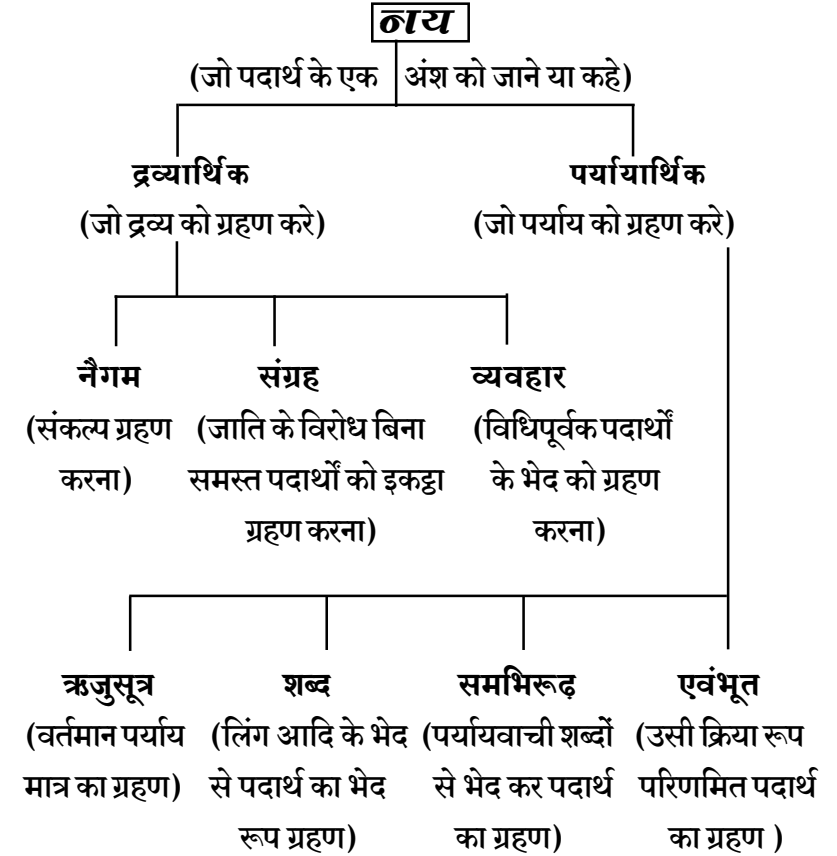 नय
(जो पदार्थ के एक अंश को जाने या कहे)
द्रव्यार्थिक पर्यायार्थिक
(जो द्रव्य को ग्रहण करे) (जो पर्याय को ग्रहण करे)
नैगम संग्रह व्यवहार
(संकल्प ग्रहण (जाति के विरोध बिना (विधिपूर्वक पदार्थों
करना) समस्त पदार्थों को इकट्ठा के भेद को ग्रहण
ग्रहण करना) करना)
ऋजुसूत्र शब्द समभिरूढ़ एवंभूत
(वर्तमान पर्याय (लिंग आदि के भेद (पर्यायवाची शब्दों (उसी क्रिया रूप
मात्र का ग्रहण) से पदार्थ का भेद से भेद कर पदार्थ परिणमित पदार्थ
रूप ग्रहण) का ग्रहण) का ग्रहण )